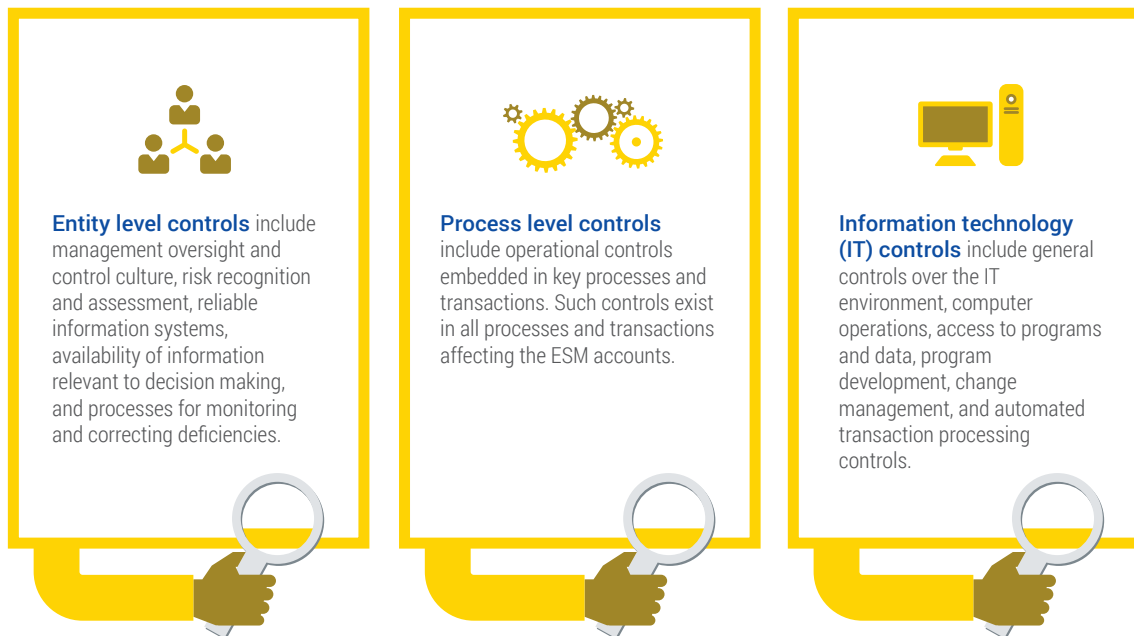 Entity level controls include
management oversight and
control culture, risk recognition
and assessment, reliable
information systems,
availability of information
relevant to decision making,
and processes for monitoring
and correcting deficiencies.
Process level controls
include operational controls
embedded in key processes and
transactions. Such controls exist
in all processes and transactions
affecting the ESM accounts.
Information technology
(IT) controls include general
controls over the IT
environment, computer
operations, access to programs
and data, program
development, change
management, and automated
transaction processing
controls.